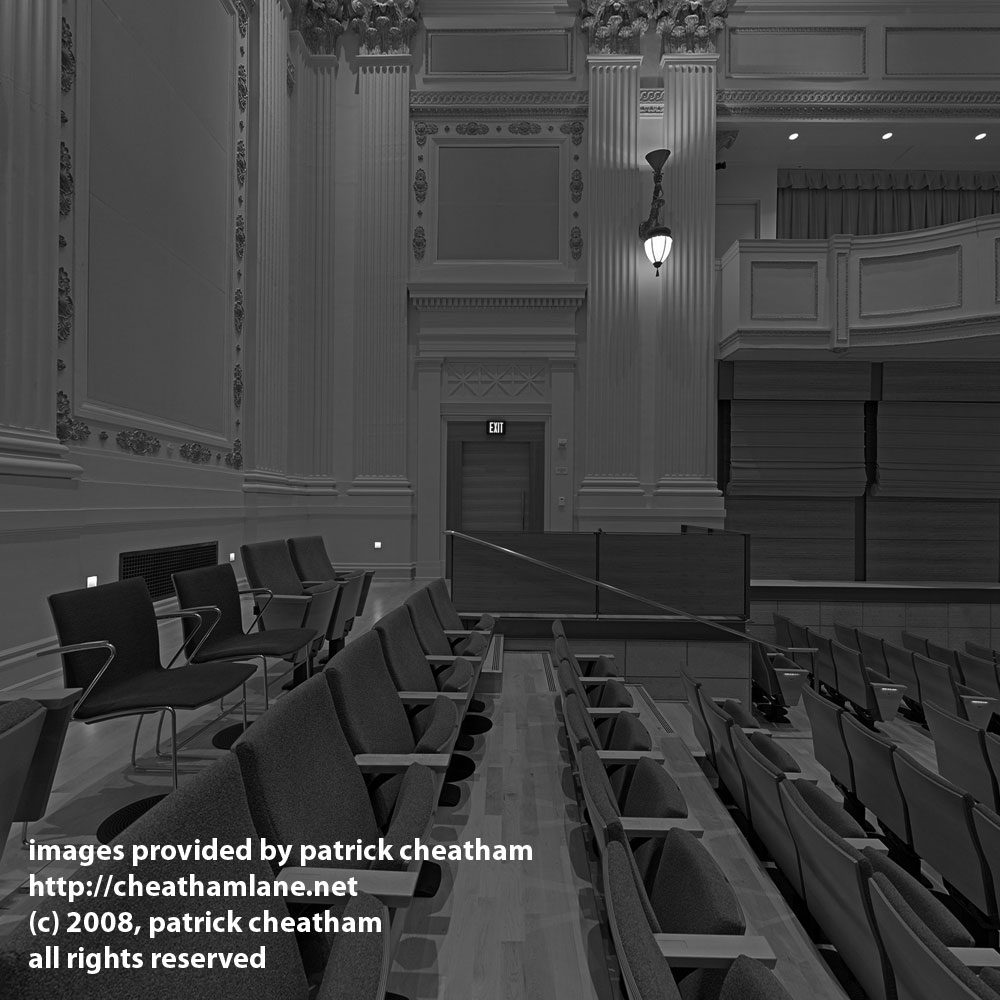 EXIT
images provided by patrick cheatham
http://cheathamlane.net
(c) 2008, patrick cheatham
all rights reserved